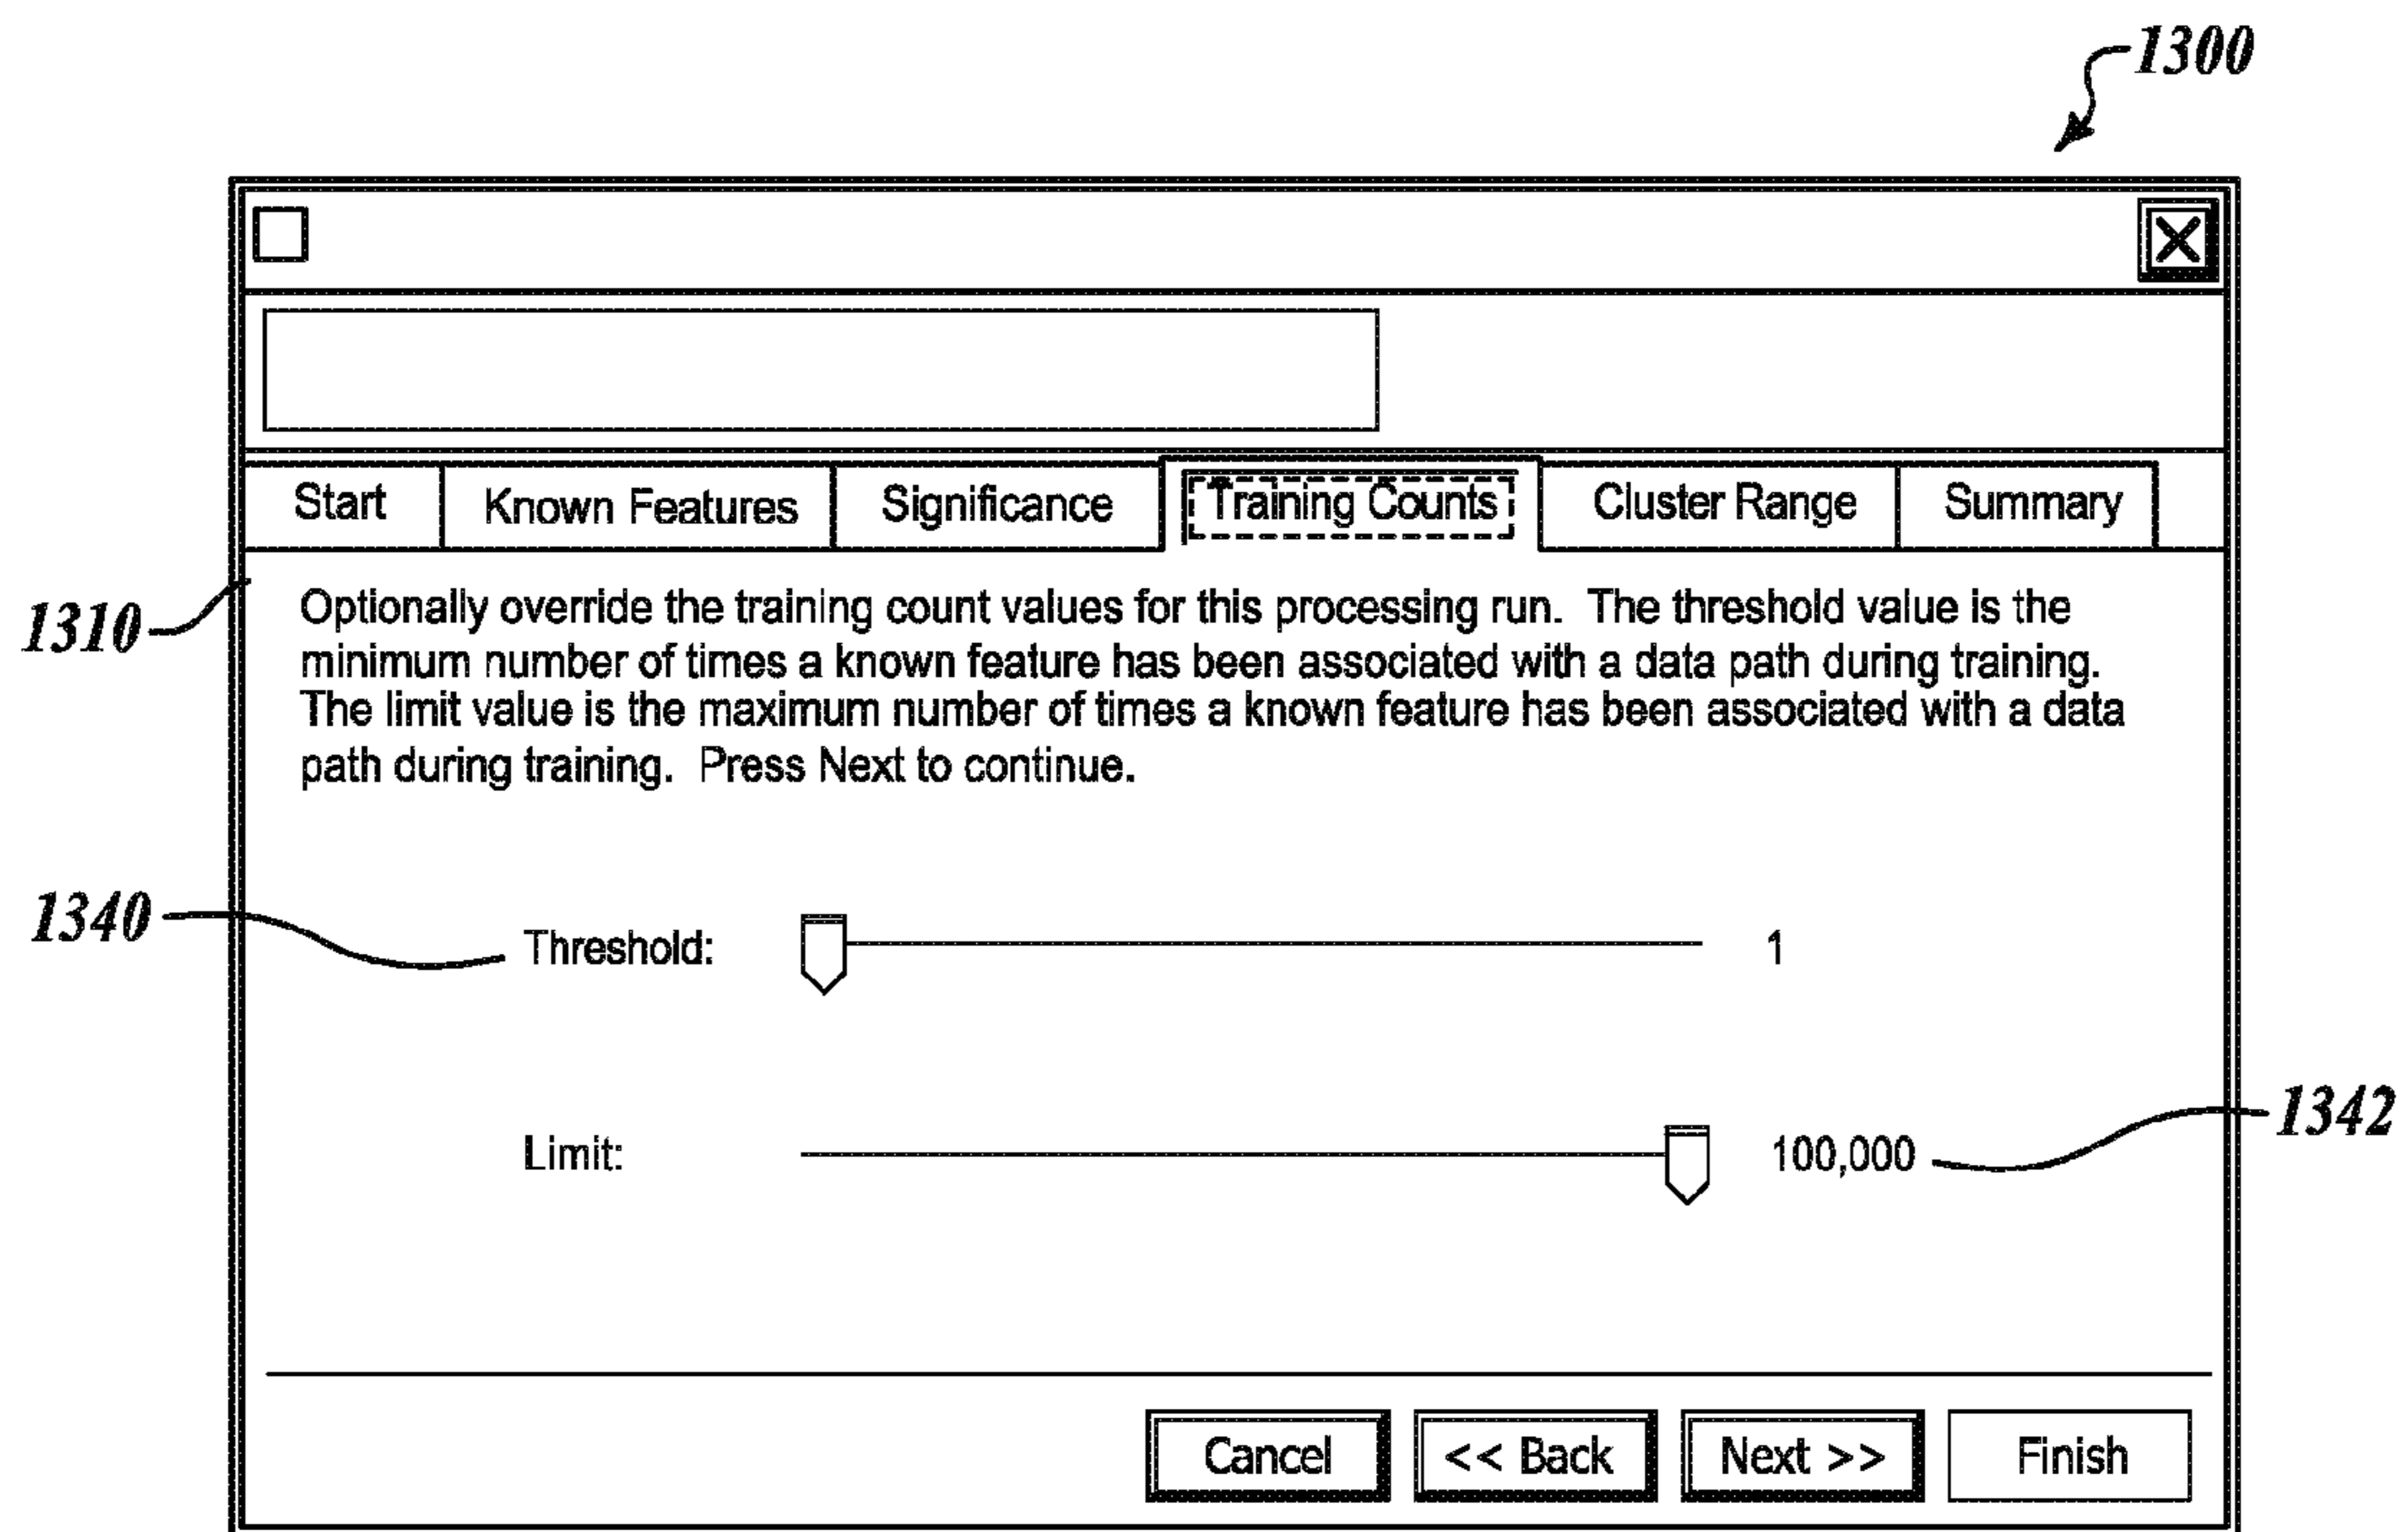 1300
Start Known Features Significance Training Counts Cluster Range Summary
1310
Optionally override the training count values for this processing run. The threshold value is the
minimum number of times a known feature has been associated with a data path during training.
The limit value is the maximum number of times a known feature has been associated with a data
path during training. Press Next to continue.
1340
Threshold: 1
1342
Limit: 100,000
Cancel << Back Next >> Finish